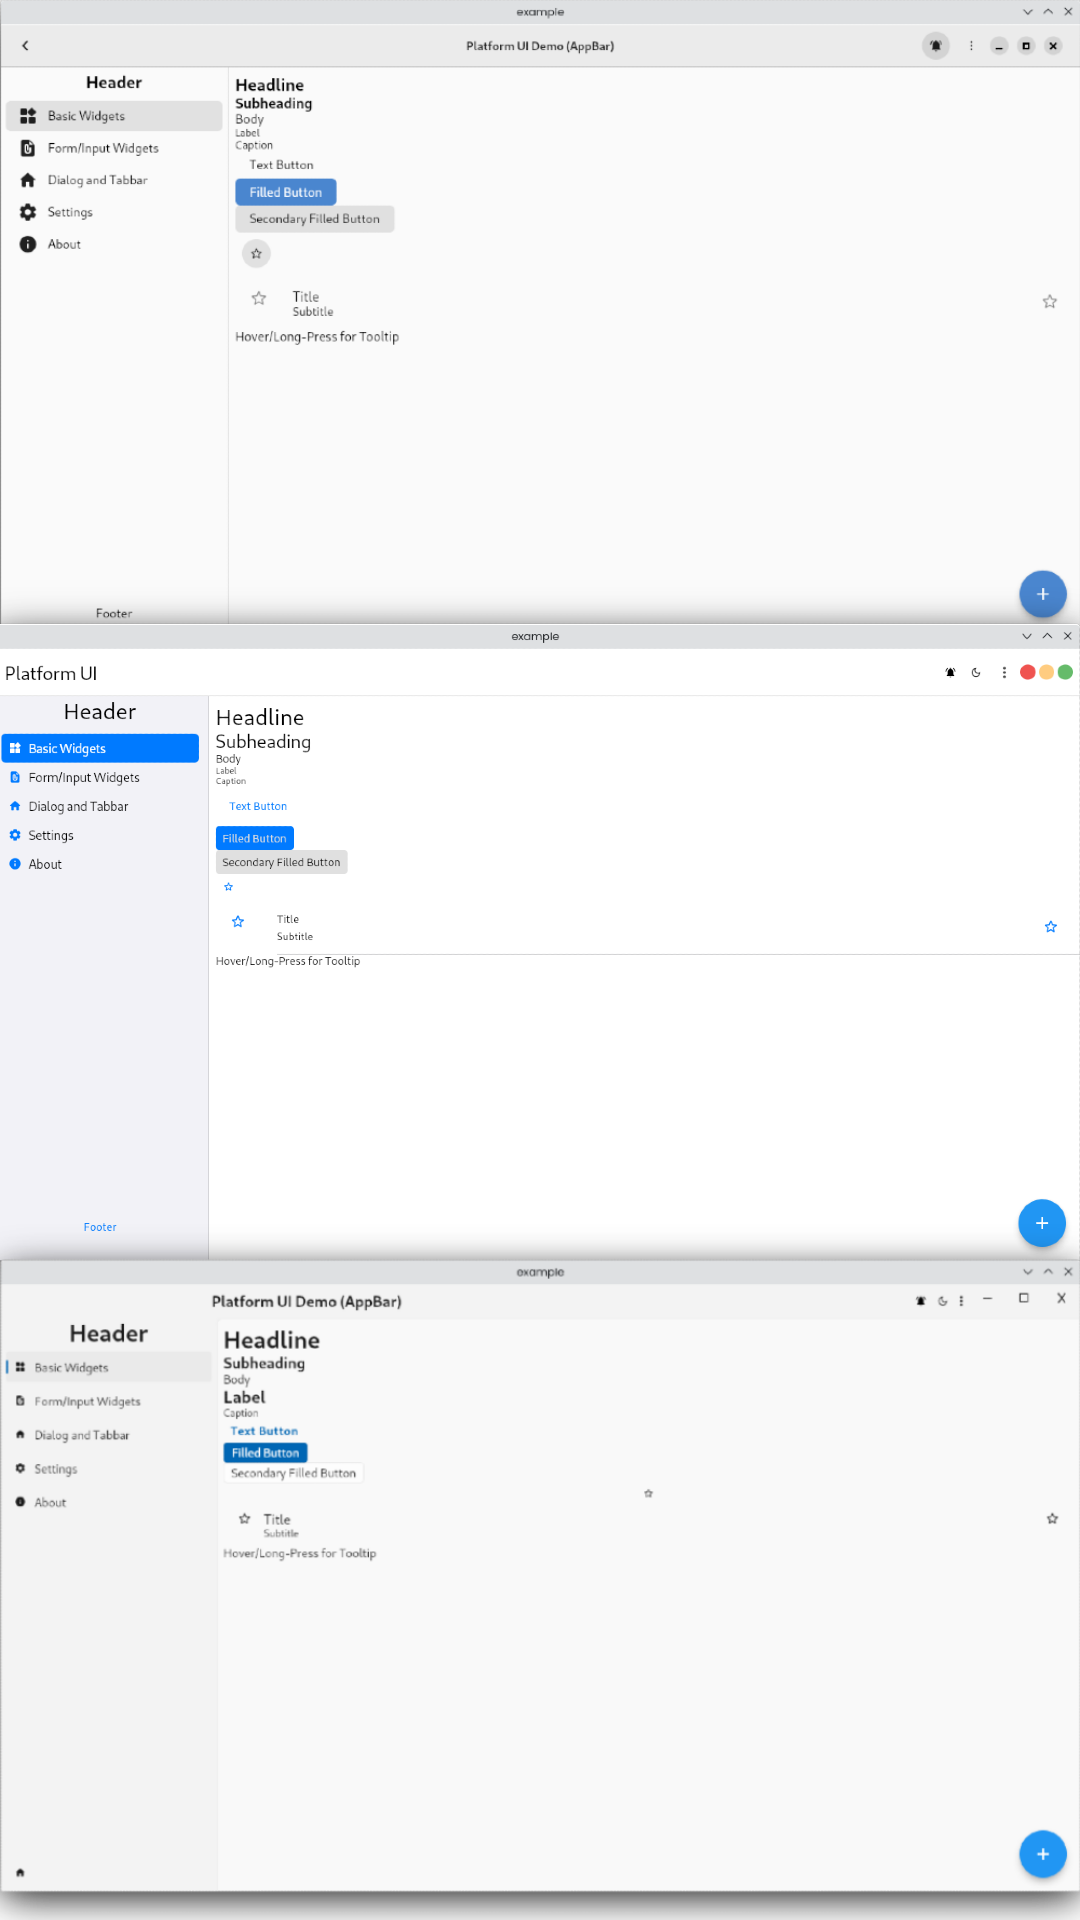 example
Platform UI Demo (AppBar)
Header
Basic Widgets
Form/Input Widgets
Dialog and Tabbar
Settings
About
Footer
Headline
Subheading
Body
Label
Caption
Text Button
Filled Button
Secondary Filled Button
Title
Subtitle
Hover/Long-Press for Tooltip
example
Platform UI
Header
Basic Widgets
Form/Input Widgets
Dialog and Tabbar
Settings
About
Footer
Headline
Subheading
Body
Label
Caption
Text Button
Filled Button
Secondary Filled Button
Title
Subtitle
Hover/Long-Press for Tooltip
example
Platform UI Demo (AppBar)
Header
Basic Widgets
Form/Input Widgets
Dialog and Tabbar
Settings
About
Headline
Subheading
Body
Label
Caption
Text Button
Filled Button
Secondary Filled Button
Title
Subtitle
Hover/Long-Press for Tooltip